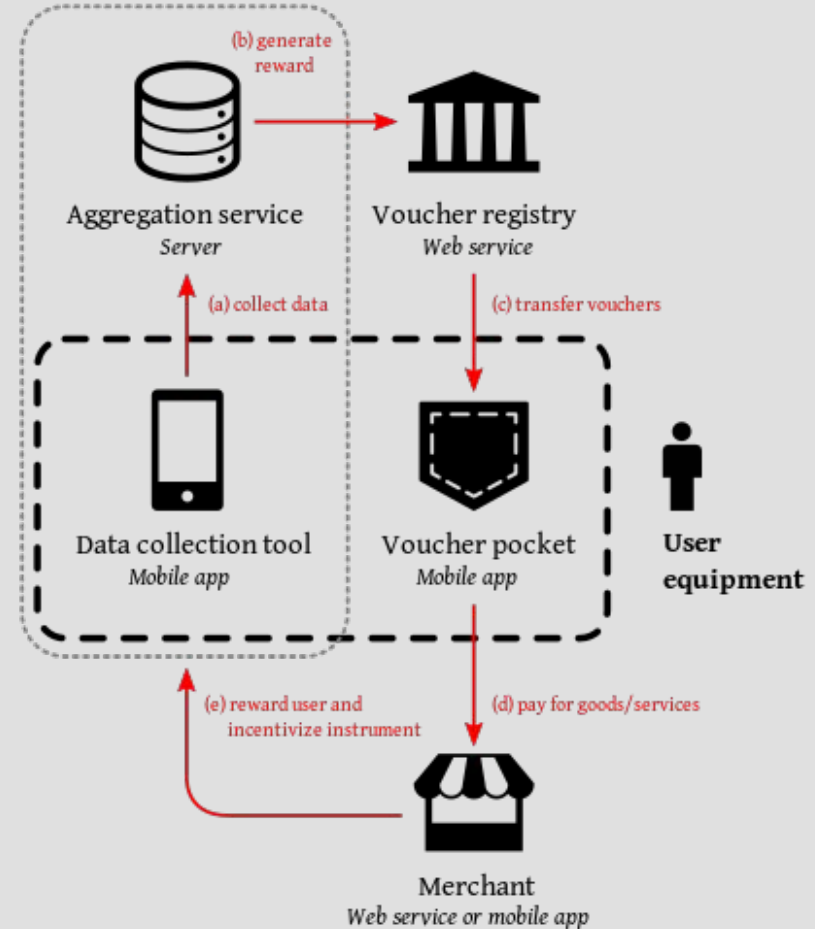 (b) generate
reward
Aggregation service
Server
Voucher registry
Web service
(a) collect data
(c) transfer vouchers
Data collection tool
Mobile app
Voucher pocket
Mobile app
User
equipment
(e) reward user and
incentivize instrument
(d) pay for goods/services
Merchant
Web service or mobile app